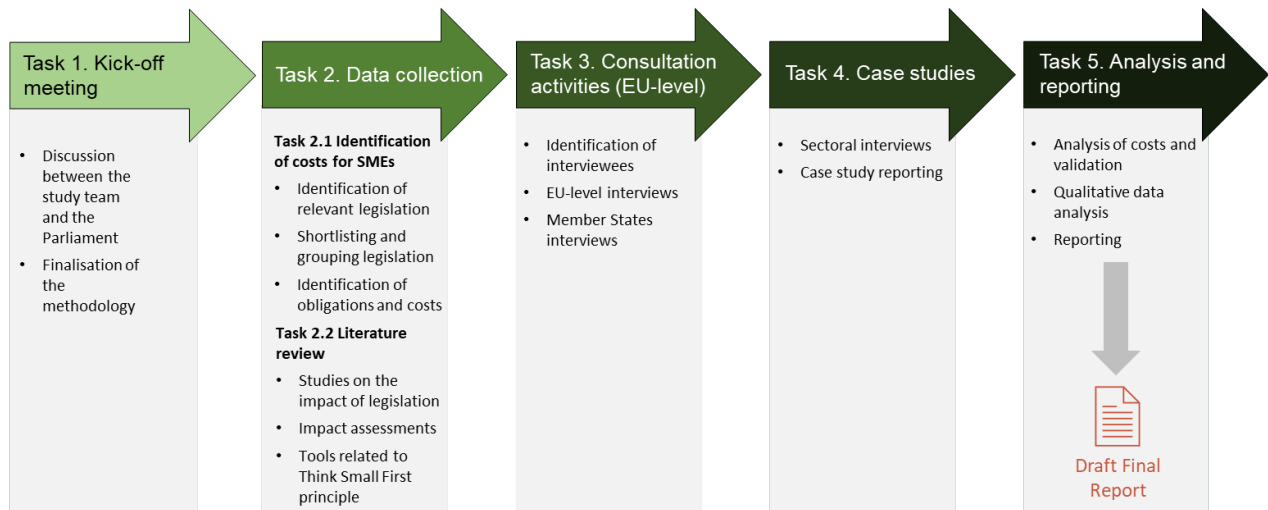 Task 1. Kick-off
meeting
• Discussion
between the
study team
and the
Parliament
• Finalisation of
the
methodology
Task 2. Data collection
Task 2.1 Identification
of costs for SMEs
• Identification of
relevant legislation
• Shortlisting and
grouping legislation
• Identification of
obligations and costs
Task 2.2 Literature
review
• Studies on the
impact of legislation
• Impact assessments
• Tools related to
Think Small First
principle
Task 3. Consultation
activities (EU-level)
• Identification of
interviewees
• EU-level interviews
• Member States
interviews
Task 4. Case studies
• Sectoral interviews
• Case study reporting
Task 5. Analysis and
reporting
• Analysis of costs and
validation
• Qualitative data
analysis
• Reporting
Draft Final
Report